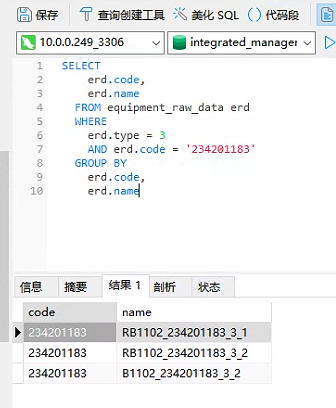 保存 查询创建工具 美化 SQL () 代码段
10.0.0.249_3306 integrated_manager
1 SELECT
2 erd.code,
3 erd.name
4 FROM equipment_raw_data erd
5 WHERE
6 erd.type = 3
7 AND erd.code = '234201183'
8 GROUP BY
9 erd.code,
10 erd.name
信息 摘要 结果 1 剖析 状态
code name
234201183 RB1102_234201183_3_1
234201183 RB1102_234201183_3_2
234201183 B1102_234201183_3_2